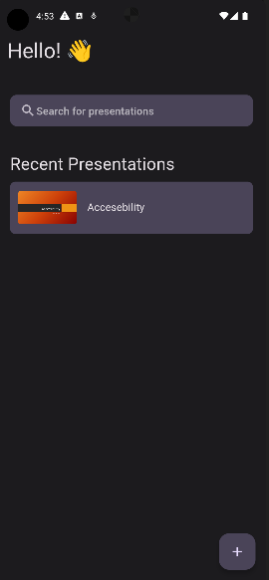 4:53
Hello! 👋
Search for presentations
Recent Presentations
Accesebility
+